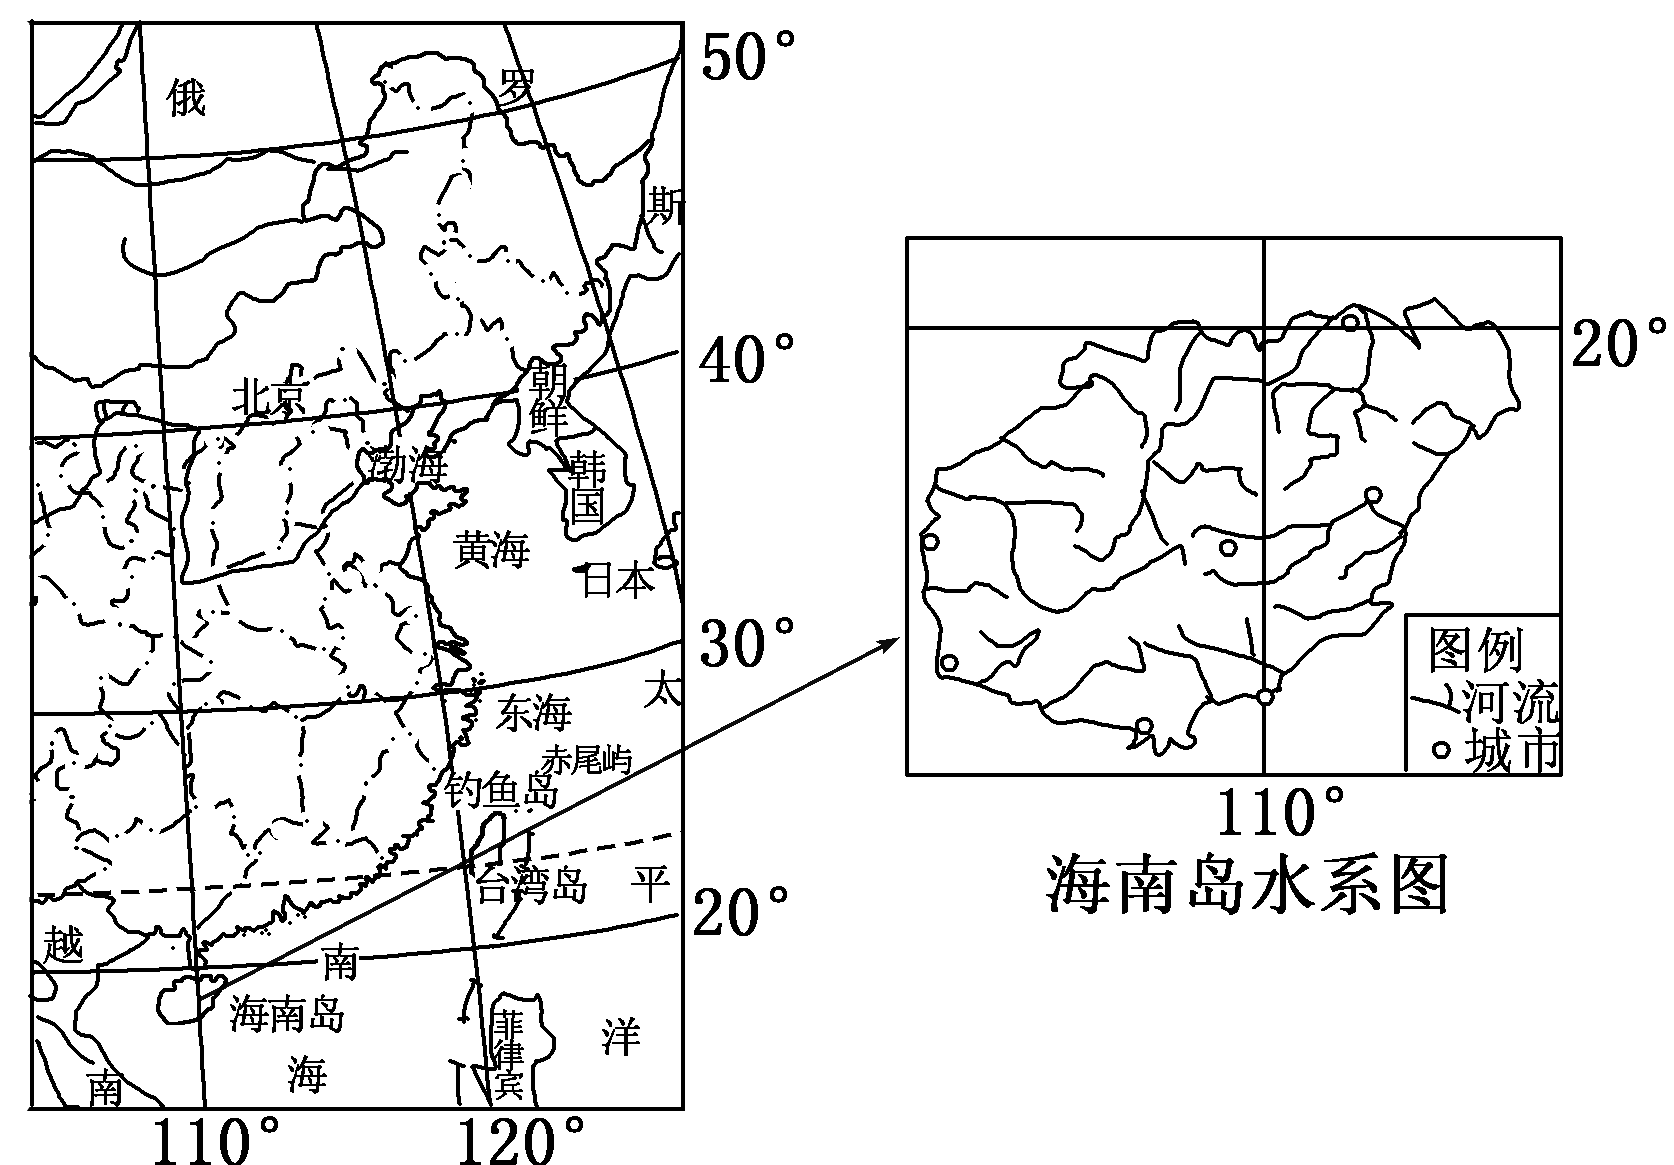 50°
俄
罗
斯
40°
北京
朝鲜
渤海
韩国
黄海
日本
30°
太
东海
赤尾屿
钓鱼岛
台湾岛
平
20°
越
南
海南岛
洋
菲律宾
海
南
110°
120°
20°
图例
河流
城市
110°
海南岛水系图